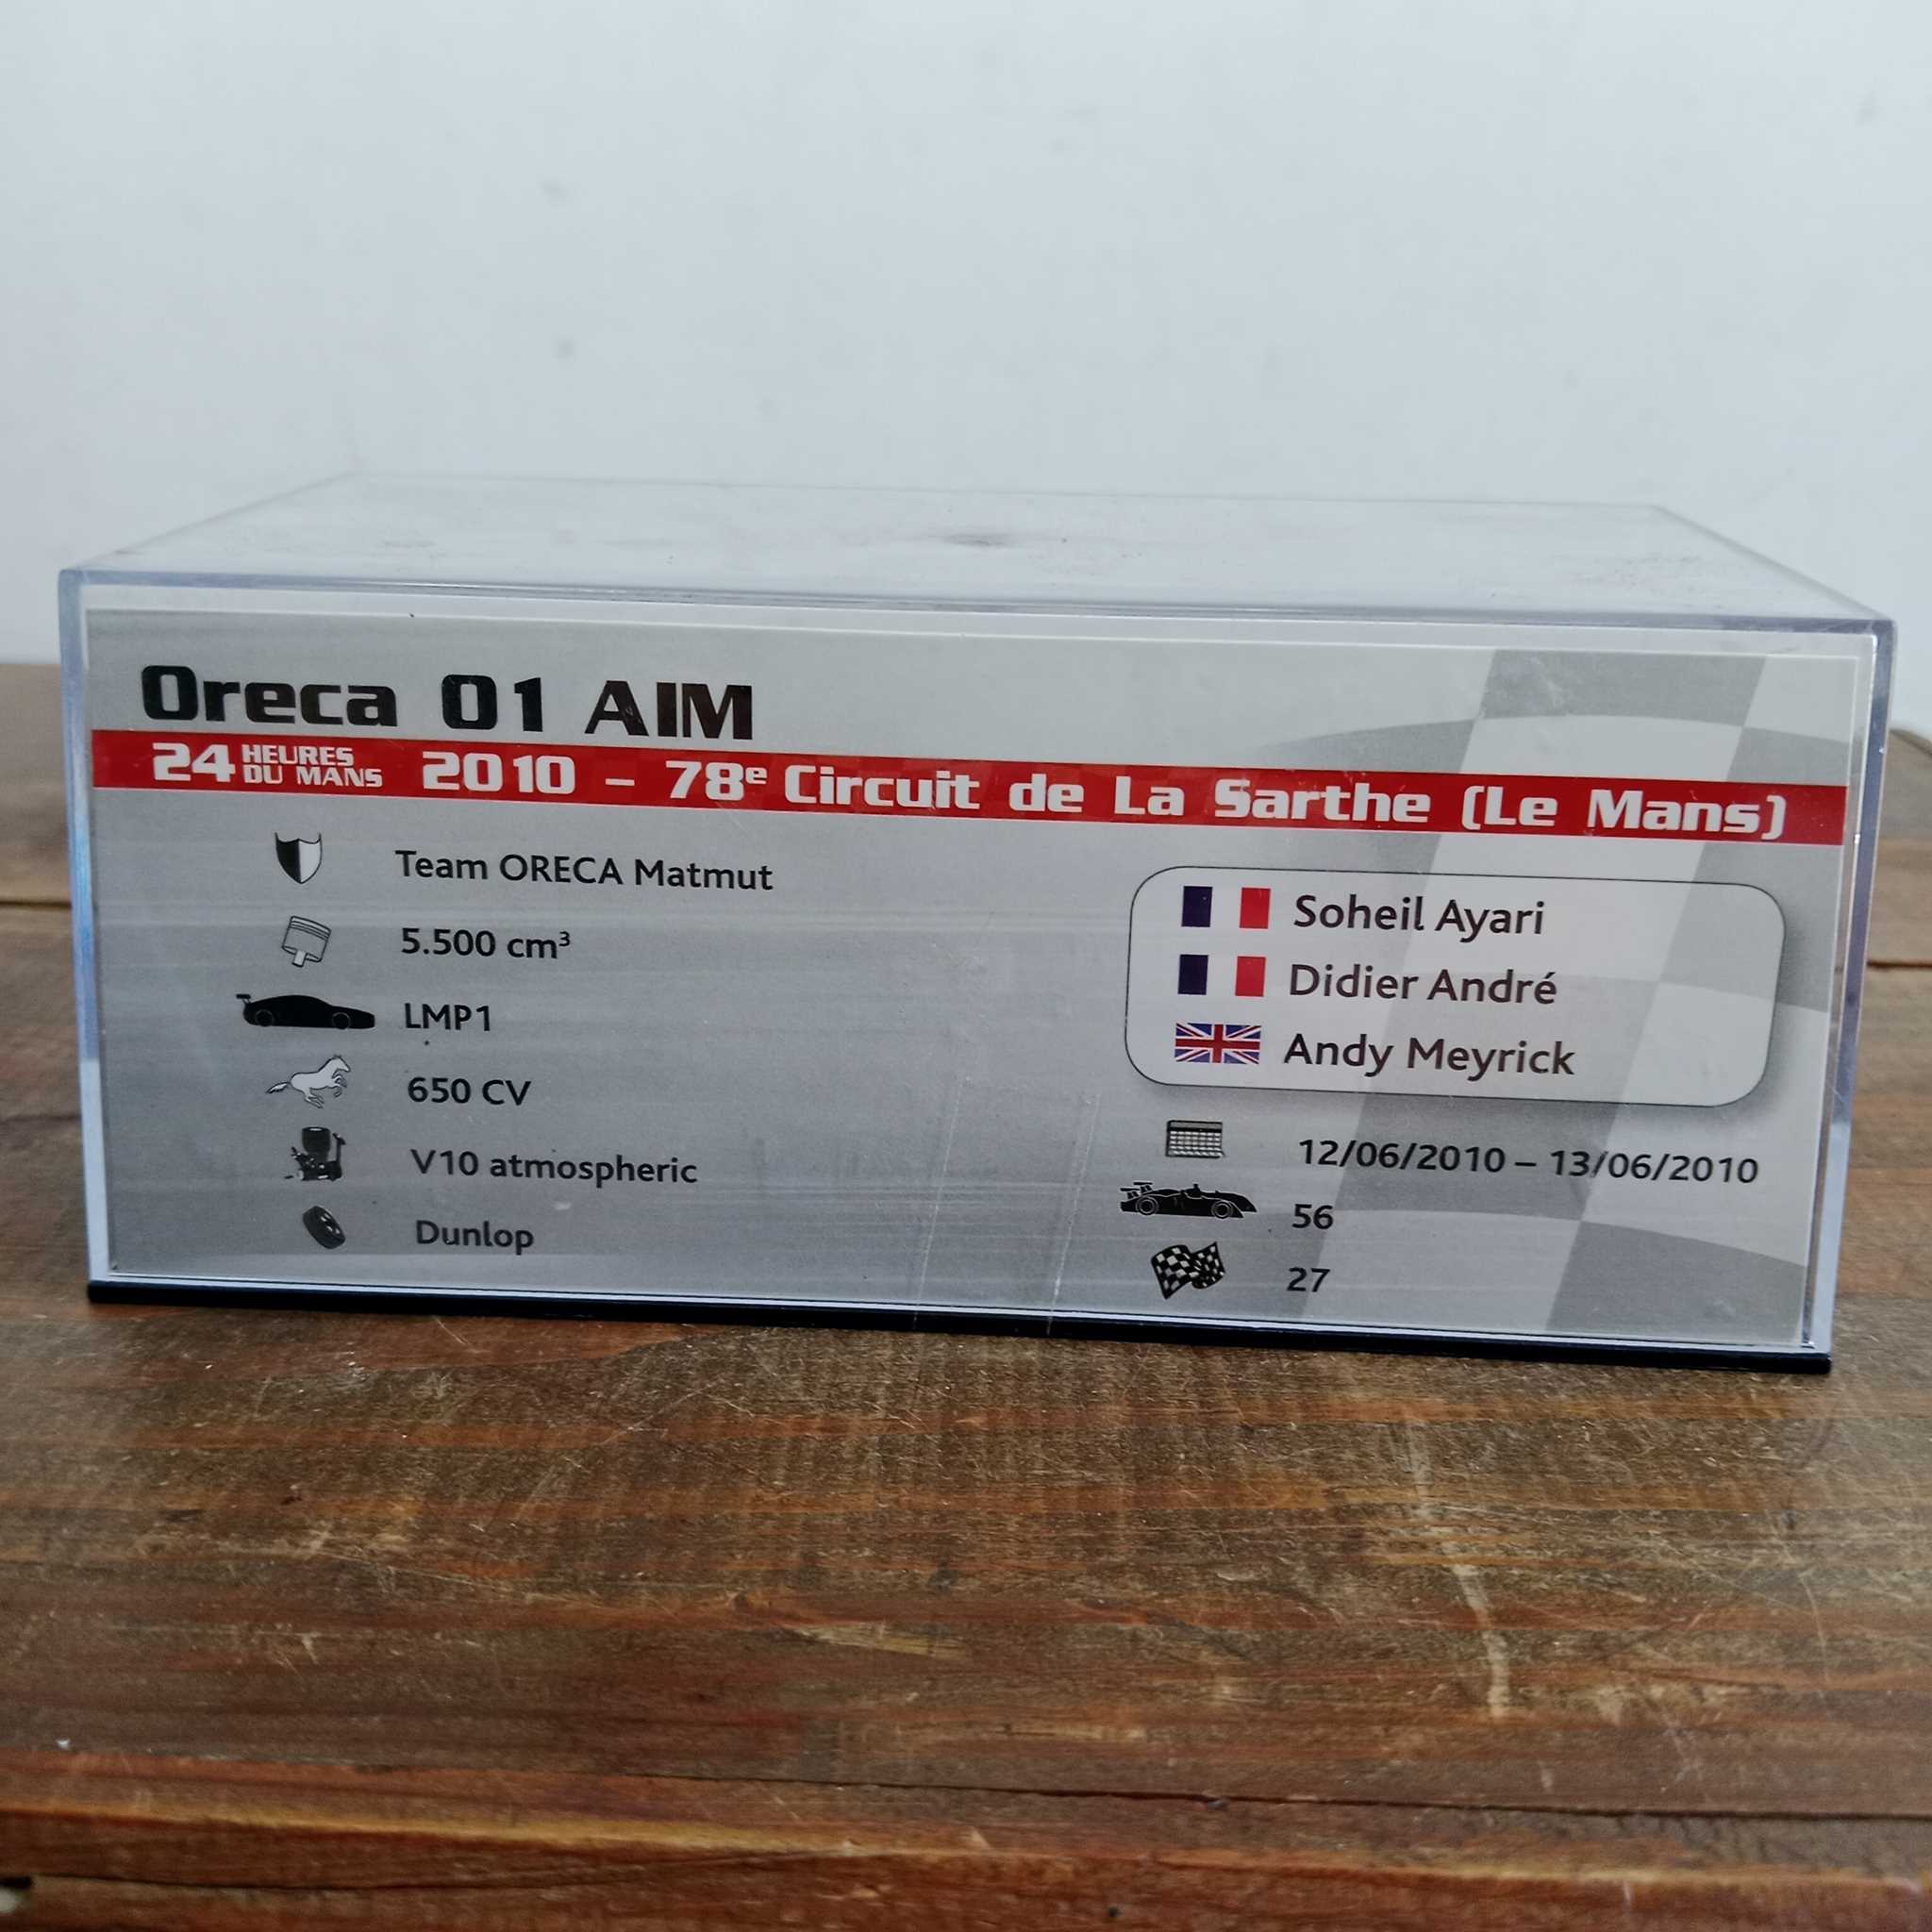 Oreca 01 AIM
24 HEURES DU MANS 2010 – 78e Circuit de La Sarthe (Le Mans)
Team ORECA Matmut
5.500 cm³
LMP1
650 CV
V10 atmospheric
Dunlop
Soheil Ayari
Didier André
Andy Meyrick
12/06/2010 – 13/06/2010
56
27